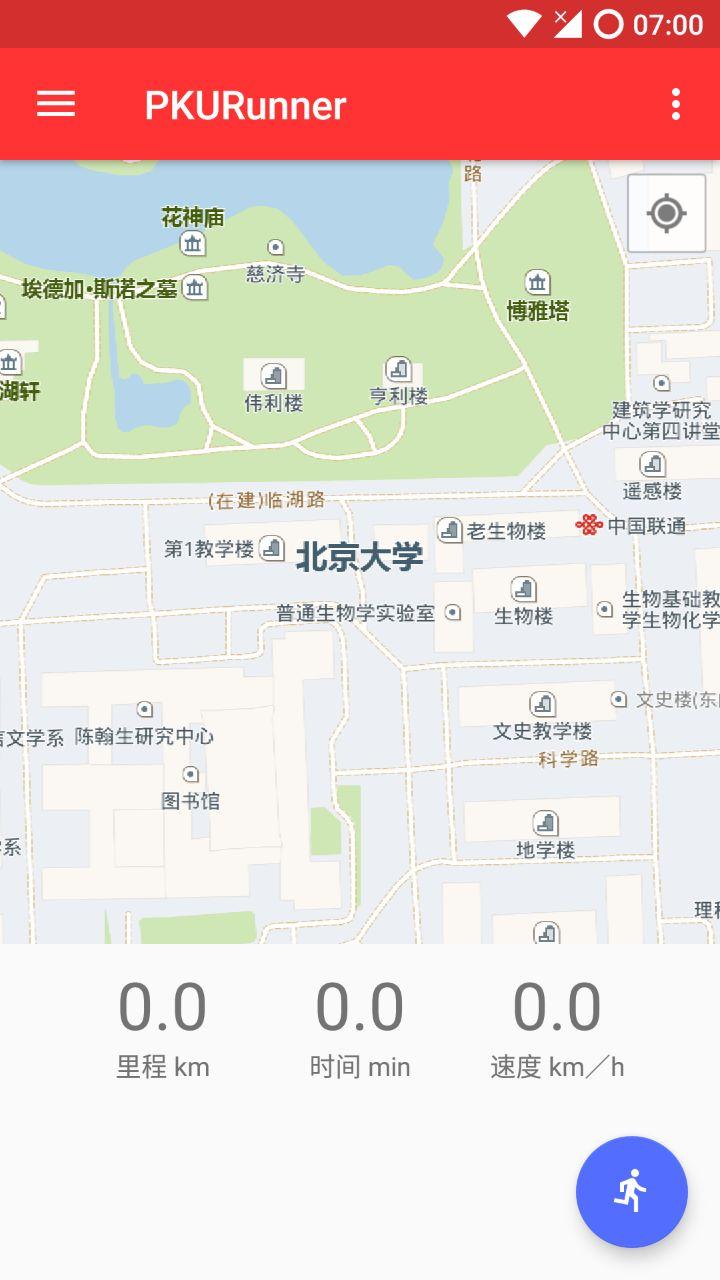 07:00
PKURunner
路
花神庙
慈济寺
埃德加·斯诺之墓
博雅塔
湖轩
伟利楼
亨利楼
建筑学研究
中心第四讲堂
遥感楼
(在建)临湖路
第1教学楼
北京大学
老生物楼
中国联通
普通生物学实验室
生物楼
生物基础教
学生物化学
文史楼(东
言文学系
陈翰生研究中心
文史教学楼
科学路
图书馆
系
地学楼
理科
0.0
0.0
0.0
里程 km
时间 min
速度 km／h